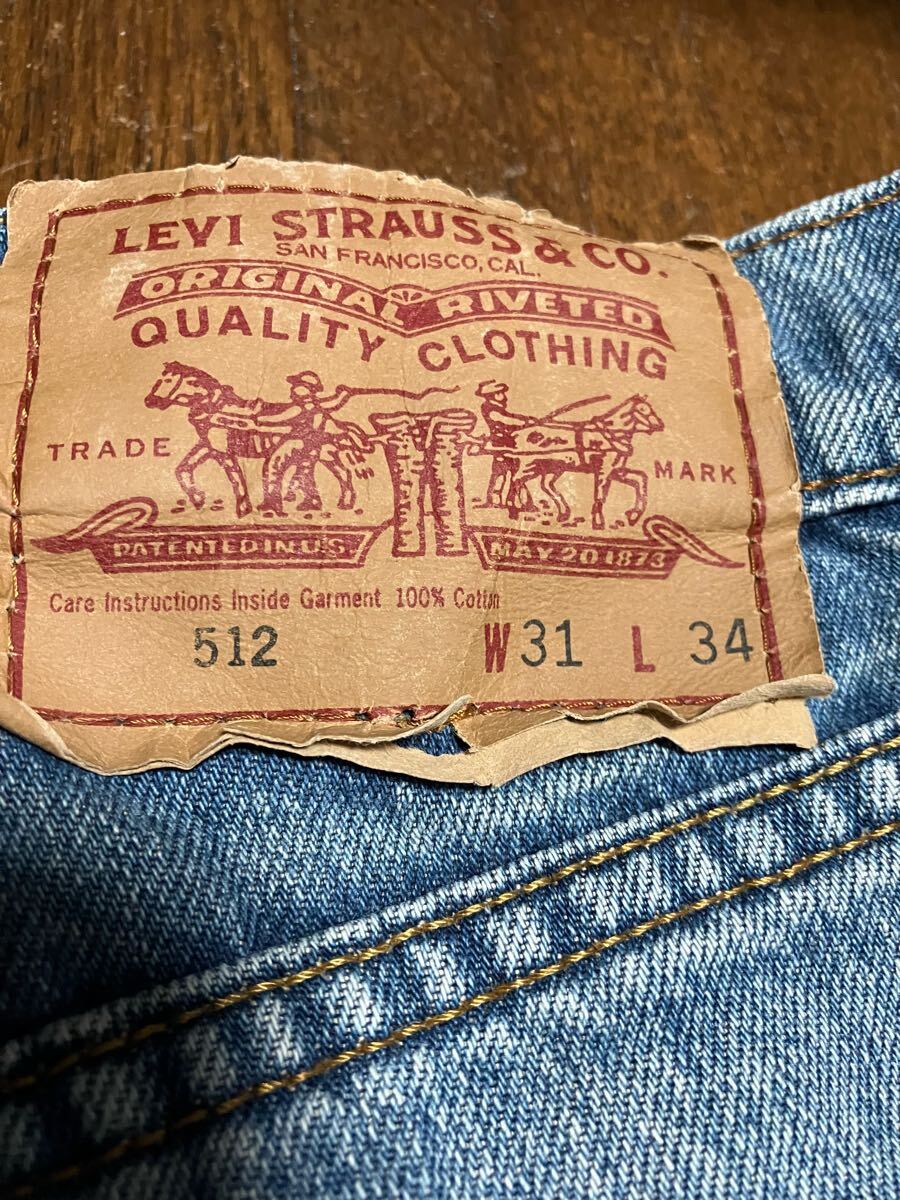 LEVI STRAUSS & CO.
SAN FRANCISCO, CAL.
ORIGINAL RIVETED
QUALITY CLOTHING
TRADE MARK
PATENTED IN U.S. MAY 20 1873
Care Instructions Inside Garment 100% Cotton
512 W 31 L 34